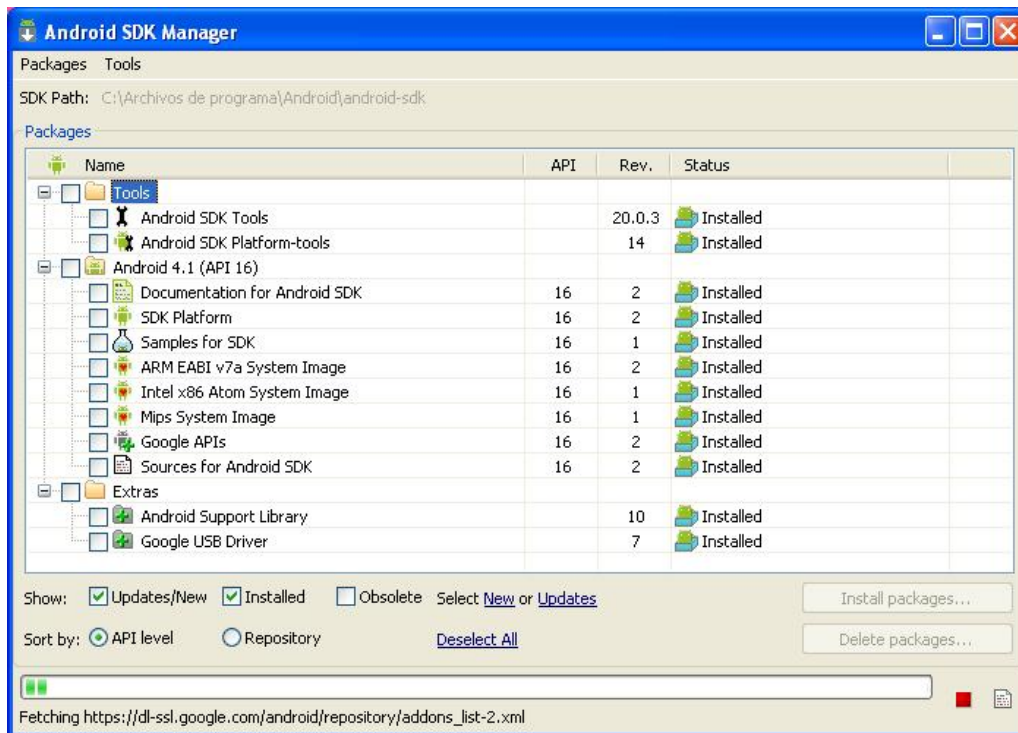 Android SDK Manager
Packages Tools
SDK Path: C:\Archivos de programa\Android\android-sdk
Packages
Name API Rev. Status
Tools
Android SDK Tools 20.0.3 Installed
Android SDK Platform-tools 14 Installed
Android 4.1 (API 16)
Documentation for Android SDK 16 2 Installed
SDK Platform 16 2 Installed
Samples for SDK 16 1 Installed
ARM EABI v7a System Image 16 2 Installed
Intel x86 Atom System Image 16 1 Installed
Mips System Image 16 1 Installed
Google APIs 16 2 Installed
Sources for Android SDK 16 2 Installed
Extras
Android Support Library 10 Installed
Google USB Driver 7 Installed
Show: Updates/New Installed Obsolete Select New or Updates Install packages...
Sort by: API level Repository Deselect All Delete packages...
Fetching https://dl-ssl.google.com/android/repository/addons_list-2.xml